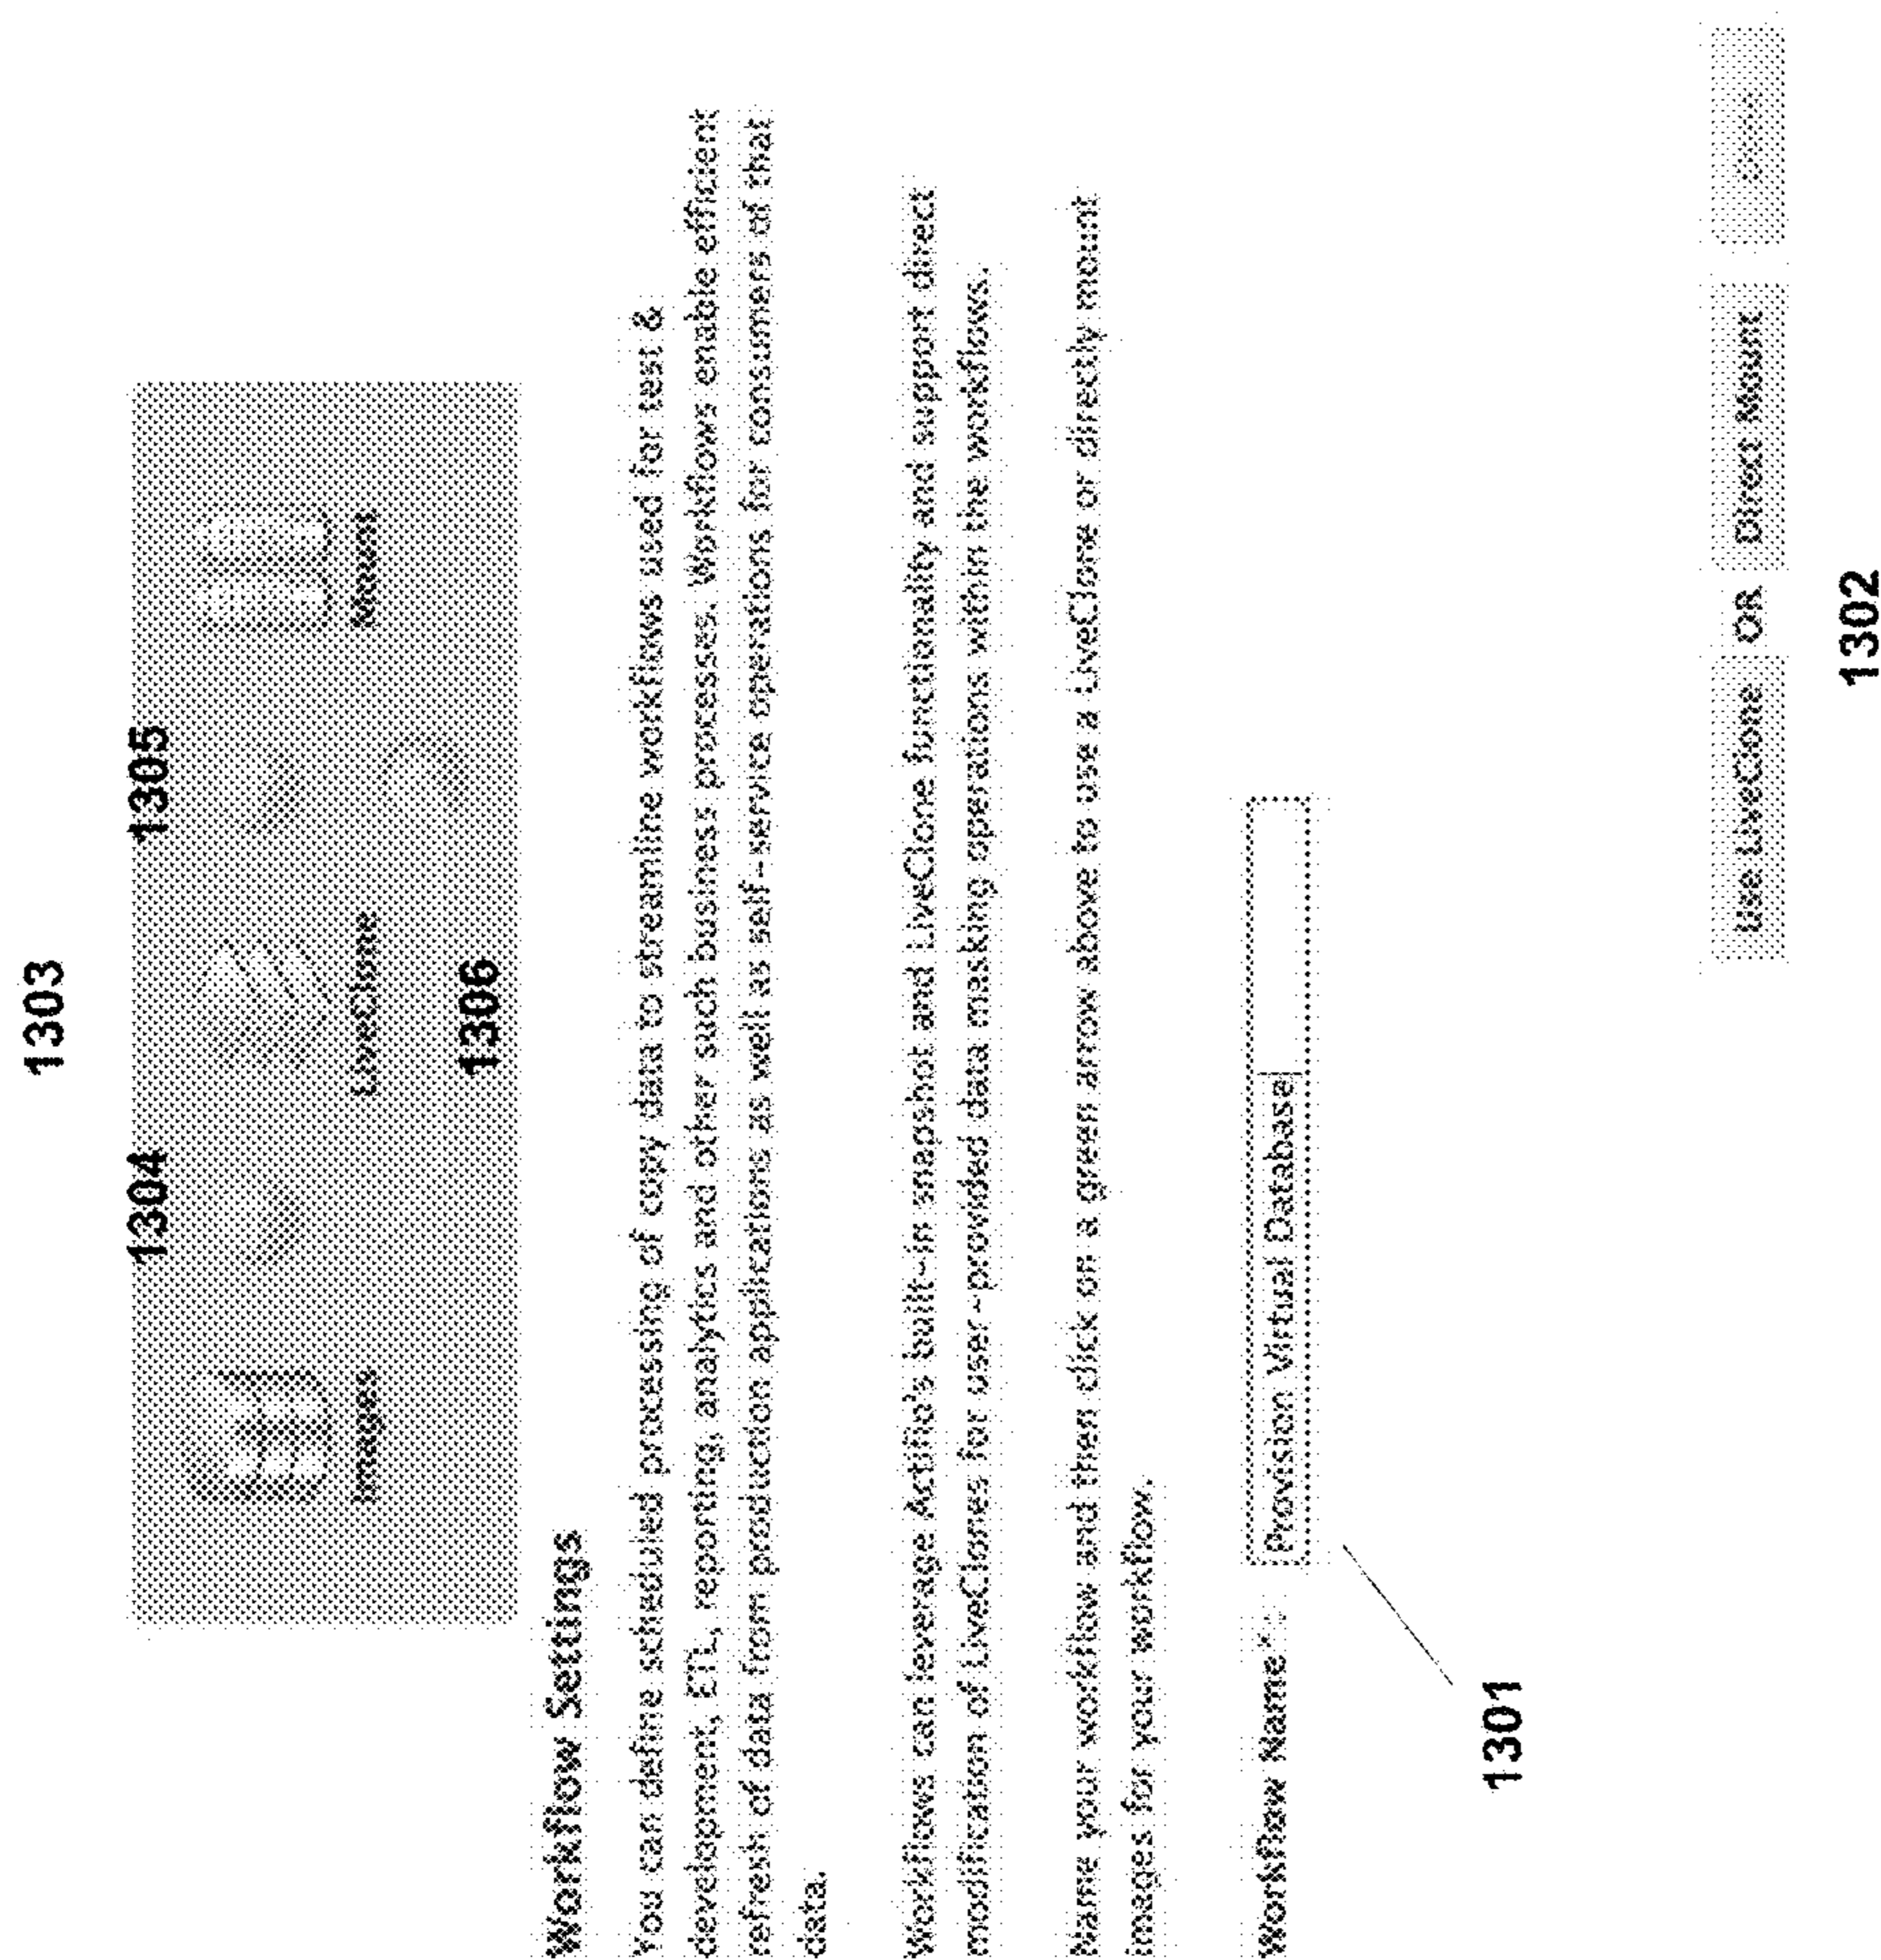 1303
1304
1305
Images
LiveClone
Mount
1306
Workflow Settings
You can define scheduled processing of copy data to streamline workflows used for test &
development, ETL, reporting, analytics and other such business processes. Workflows enable efficient
refresh of data from production applications as well as self-service operations for consumers of that
data.
Workflows can leverage Actifio's built-in snapshot and LiveClone functionality and support direct
modification of LiveClones for user-provided data masking operations within the workflows.
Name your workflow and then click on a green arrow above to use a LiveClone or directly mount
images for your workflow.
Workflow Name*: Provision Virtual Database
1301
Use LiveClone OR Direct Mount
1302